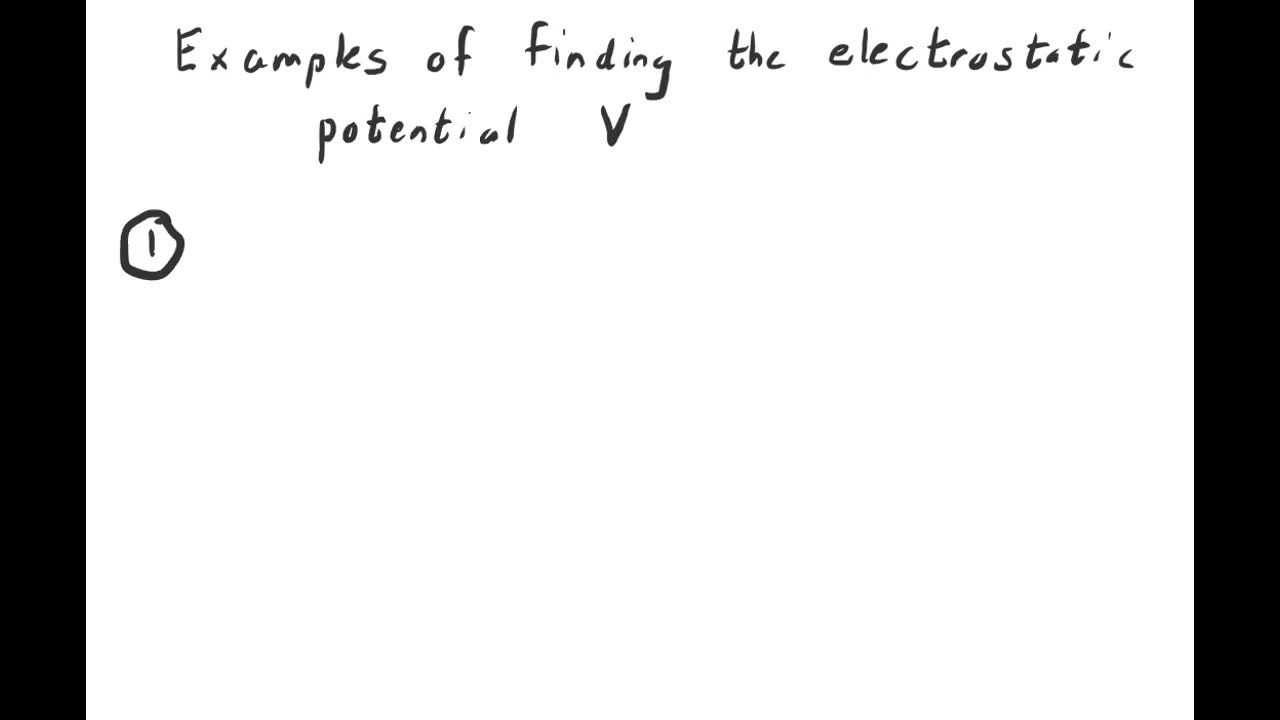 Examples of finding the electrostatic
potential V
①